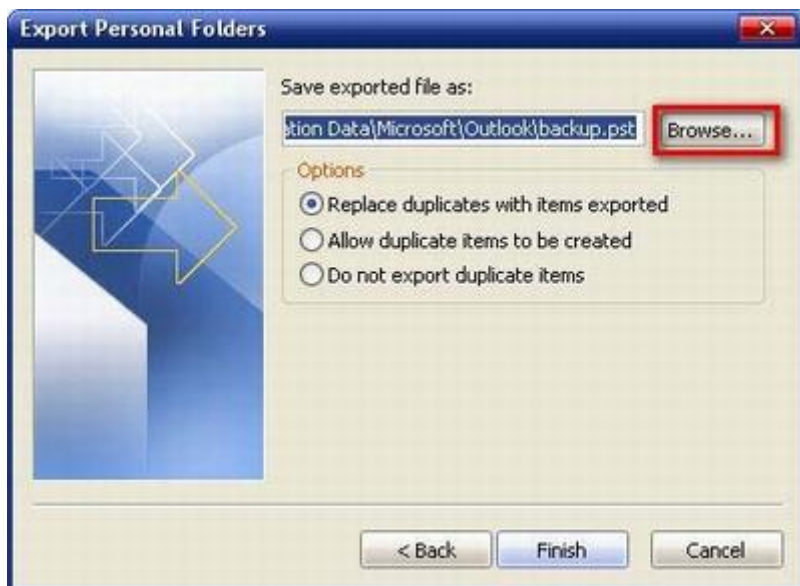 Export Personal Folders
Save exported file as:
ation Data\Microsoft\Outlook\backup.pst
Browse...
Options
Replace duplicates with items exported
Allow duplicate items to be created
Do not export duplicate items
< Back
Finish
Cancel